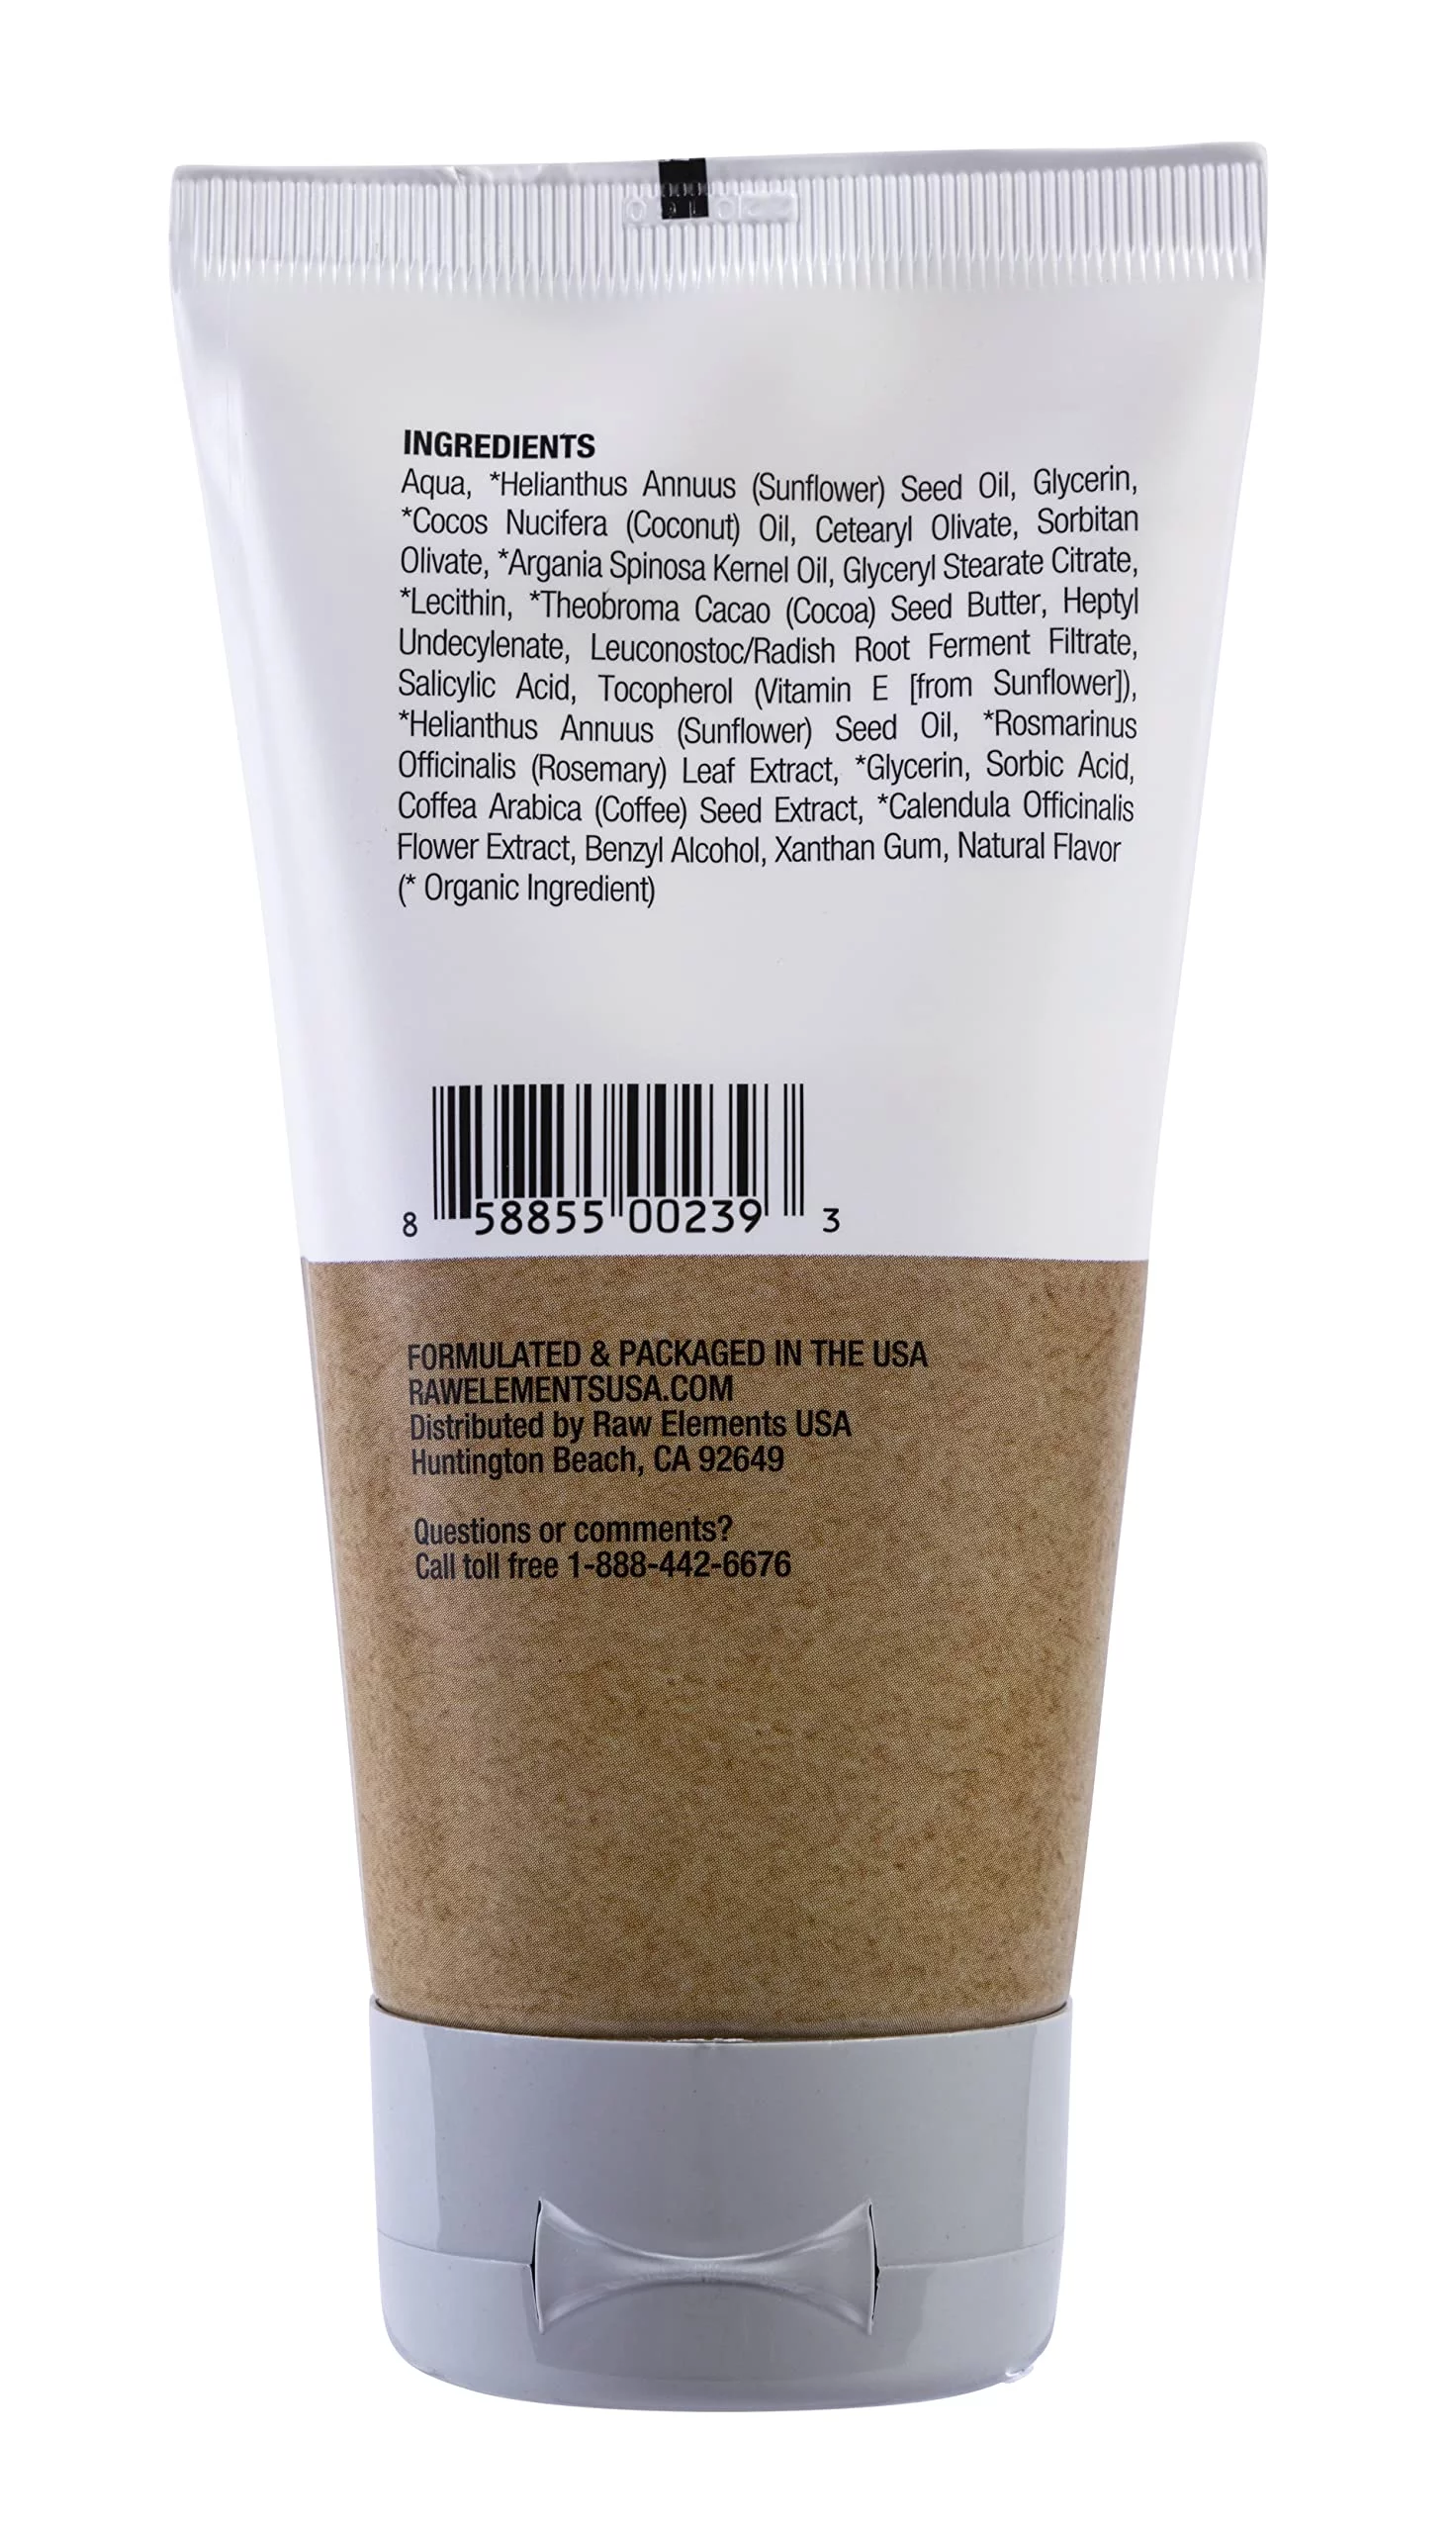 INGREDIENTS
Aqua, *Helianthus Annuus (Sunflower) Seed Oil, Glycerin,
*Cocos Nucifera (Coconut) Oil, Cetearyl Olivate, Sorbitan
Olivate, *Argania Spinosa Kernel Oil, Glyceryl Stearate Citrate,
*Lecithin, *Theobroma Cacao (Cocoa) Seed Butter, Heptyl
Undecylenate, Leuconostoc/Radish Root Ferment Filtrate,
Salicylic Acid, Tocopherol (Vitamin E [from Sunflower]),
*Helianthus Annuus (Sunflower) Seed Oil, *Rosmarinus
Officinalis (Rosemary) Leaf Extract, *Glycerin, Sorbic Acid,
Coffea Arabica (Coffee) Seed Extract, *Calendula Officinalis
Flower Extract, Benzyl Alcohol, Xanthan Gum, Natural Flavor
(* Organic Ingredient)
8 58855 00239 3
FORMULATED & PACKAGED IN THE USA
RAWELEMENTSUSA.COM
Distributed by Raw Elements USA
Huntington Beach, CA 92649
Questions or comments?
Call toll free 1-888-442-6676